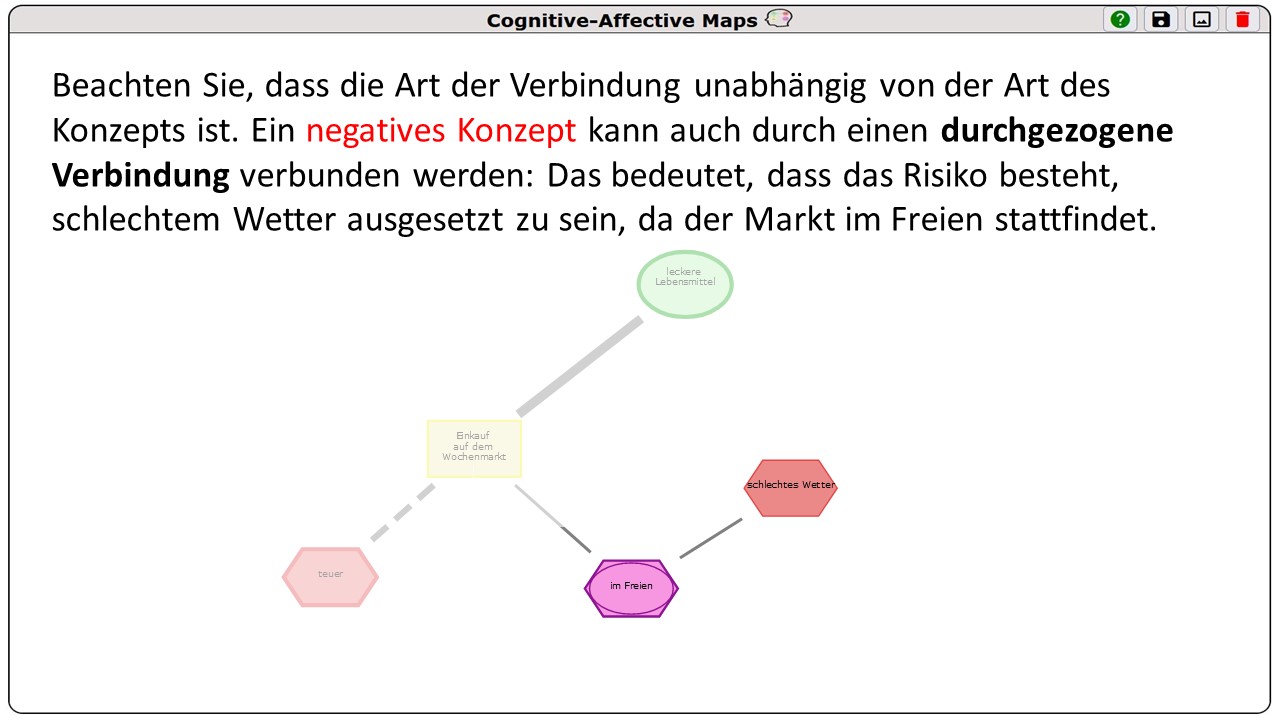 Cognitive-Affective Maps
Beachten Sie, dass die Art der Verbindung unabhängig von der Art des
Konzepts ist. Ein negatives Konzept kann auch durch einen durchgezogene
Verbindung verbunden werden: Das bedeutet, dass das Risiko besteht,
schlechtem Wetter ausgesetzt zu sein, da der Markt im Freien stattfindet.
leckere
Lebensmittel
Einkauf
auf dem
Wochenmarkt
schlechtes Wetter
teuer
im Freien